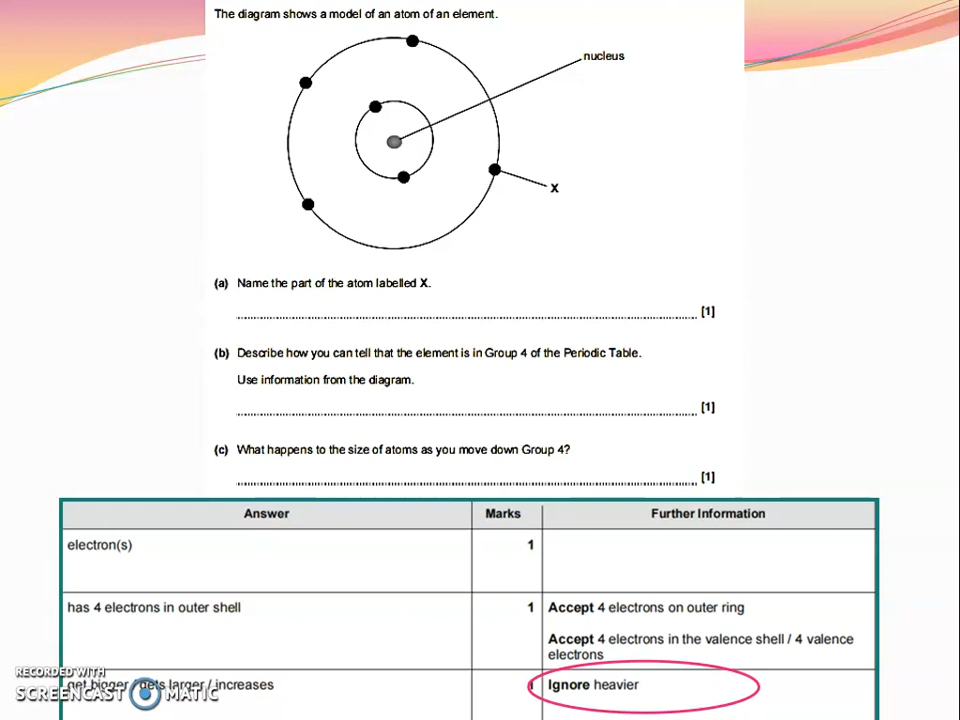 The diagram shows a model of an atom of an element.
nucleus
X
(a) Name the part of the atom labelled X.
[1]
(b) Describe how you can tell that the element is in Group 4 of the Periodic Table.
Use information from the diagram.
[1]
(c) What happens to the size of atoms as you move down Group 4?
[1]
Answer Marks Further Information
electron(s) 1
has 4 electrons in outer shell 1 Accept 4 electrons on outer ring
Accept 4 electrons in the valence shell / 4 valence
electrons
get bigger / gets larger / increases 1 Ignore heavier
RECORDED WITH
SCREENCAST MATIC